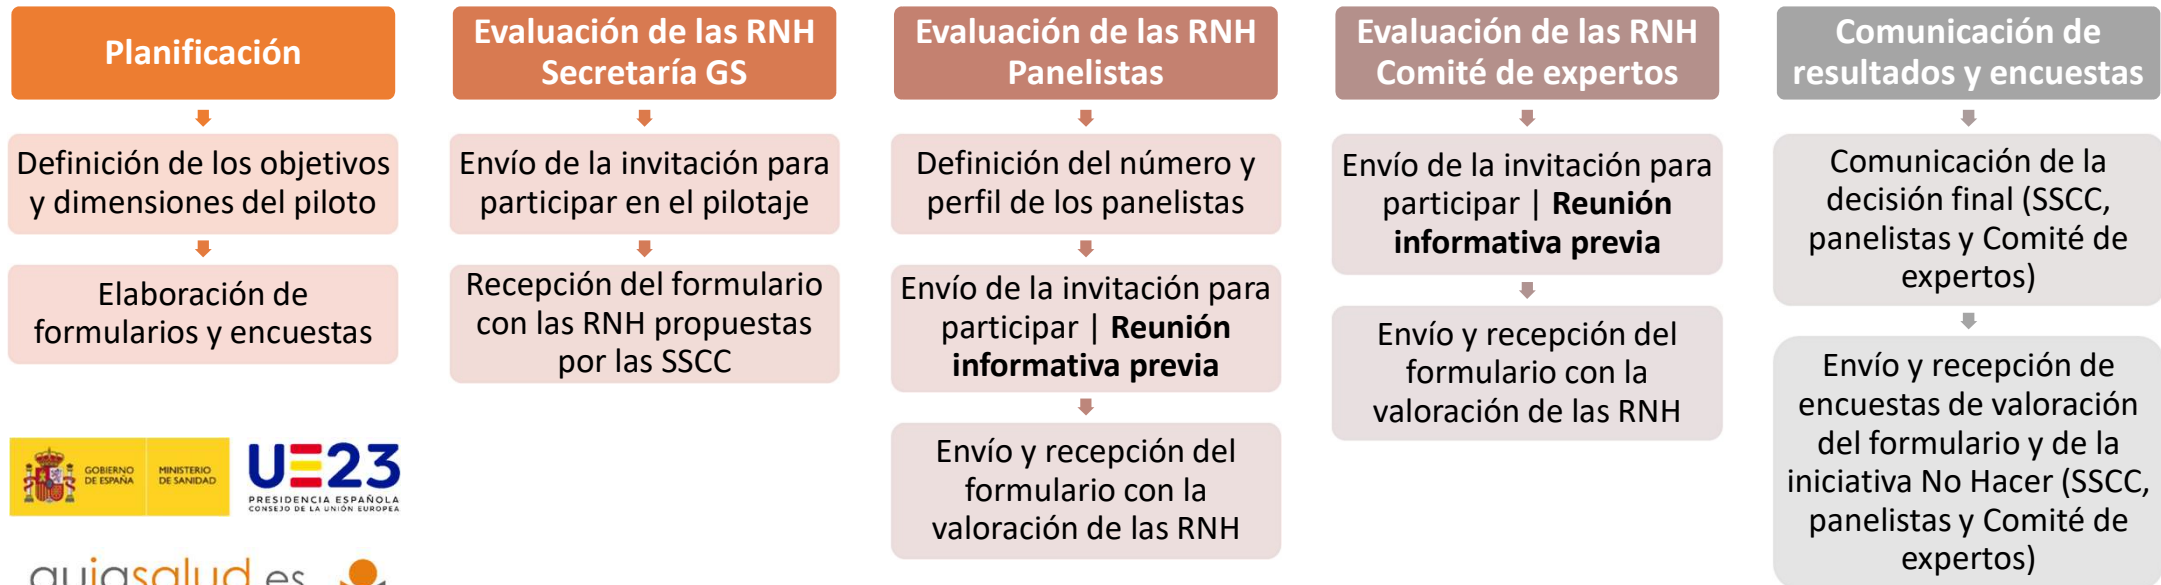 Planificación
Definición de los objetivos
y dimensiones del piloto
Elaboración de
formularios y encuestas
Evaluación de las RNH
Secretaría GS
Envío de la invitación para
participar en el pilotaje
Recepción del formulario
con las RNH propuestas
por las SSCC
Evaluación de las RNH
Panelistas
Definición del número y
perfil de los panelistas
Envío de la invitación para
participar | Reunión
informativa previa
Envío y recepción del
formulario con la
valoración de las RNH
Evaluación de las RNH
Comité de expertos
Envío de la invitación para
participar | Reunión
informativa previa
Envío y recepción del
formulario con la
valoración de las RNH
Comunicación de
resultados y encuestas
Comunicación de la
decisión final (SSCC,
panelistas y Comité de
expertos)
Envío y recepción de
encuestas de valoración
del formulario y de la
iniciativa No Hacer (SSCC,
panelistas y Comité de
expertos)
GOBIERNO
DE ESPAÑA
MINISTERIO
DE SANIDAD
UE23
PRESIDENCIA ESPAÑOLA
CONSEJO DE LA UNIÓN EUROPEA
guiasalud.es